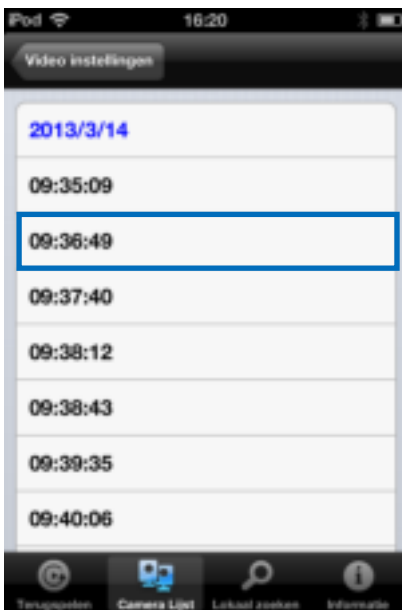 iPod 16:20
Video instellingen
2013/3/14
09:35:09
09:36:49
09:37:40
09:38:12
09:38:43
09:39:35
09:40:06
Terugspelen Camera Lijst Lokaal zoeken Informatie